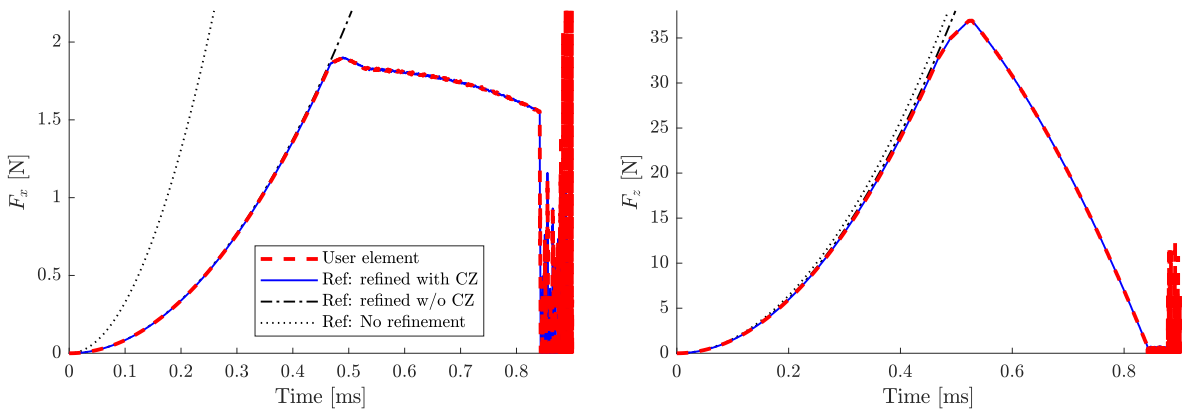 2
1.5
1
0.5
0
F_x [N]
0 0.1 0.2 0.3 0.4 0.5 0.6 0.7 0.8
Time [ms]
User element
Ref: refined with CZ
Ref: refined w/o CZ
Ref: No refinement
35
30
25
20
15
10
5
0
F_z [N]
0 0.2 0.4 0.6 0.8
Time [ms]